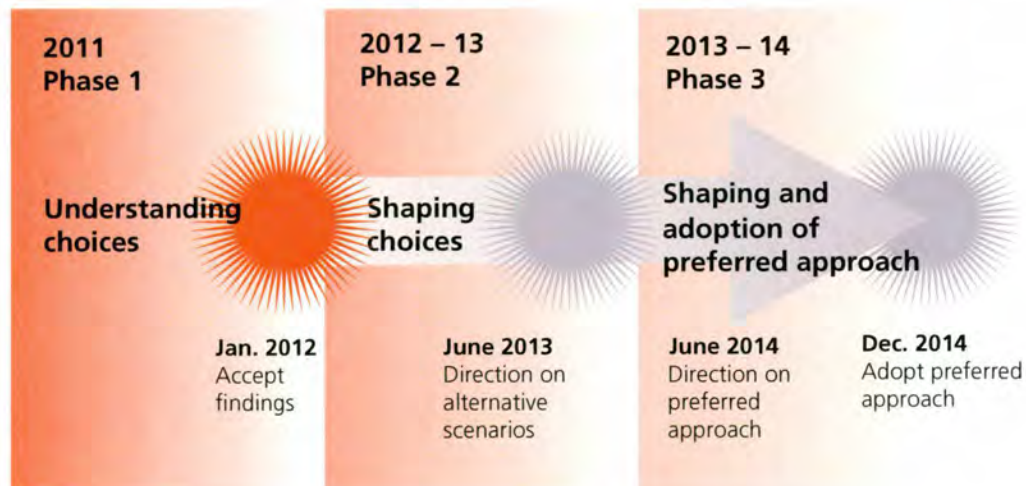 2011
Phase 1
Understanding
choices
Jan. 2012
Accept
findings
2012 – 13
Phase 2
Shaping
choices
June 2013
Direction on
alternative
scenarios
2013 – 14
Phase 3
Shaping and
adoption of
preferred approach
June 2014
Direction on
preferred
approach
Dec. 2014
Adopt preferred
approach